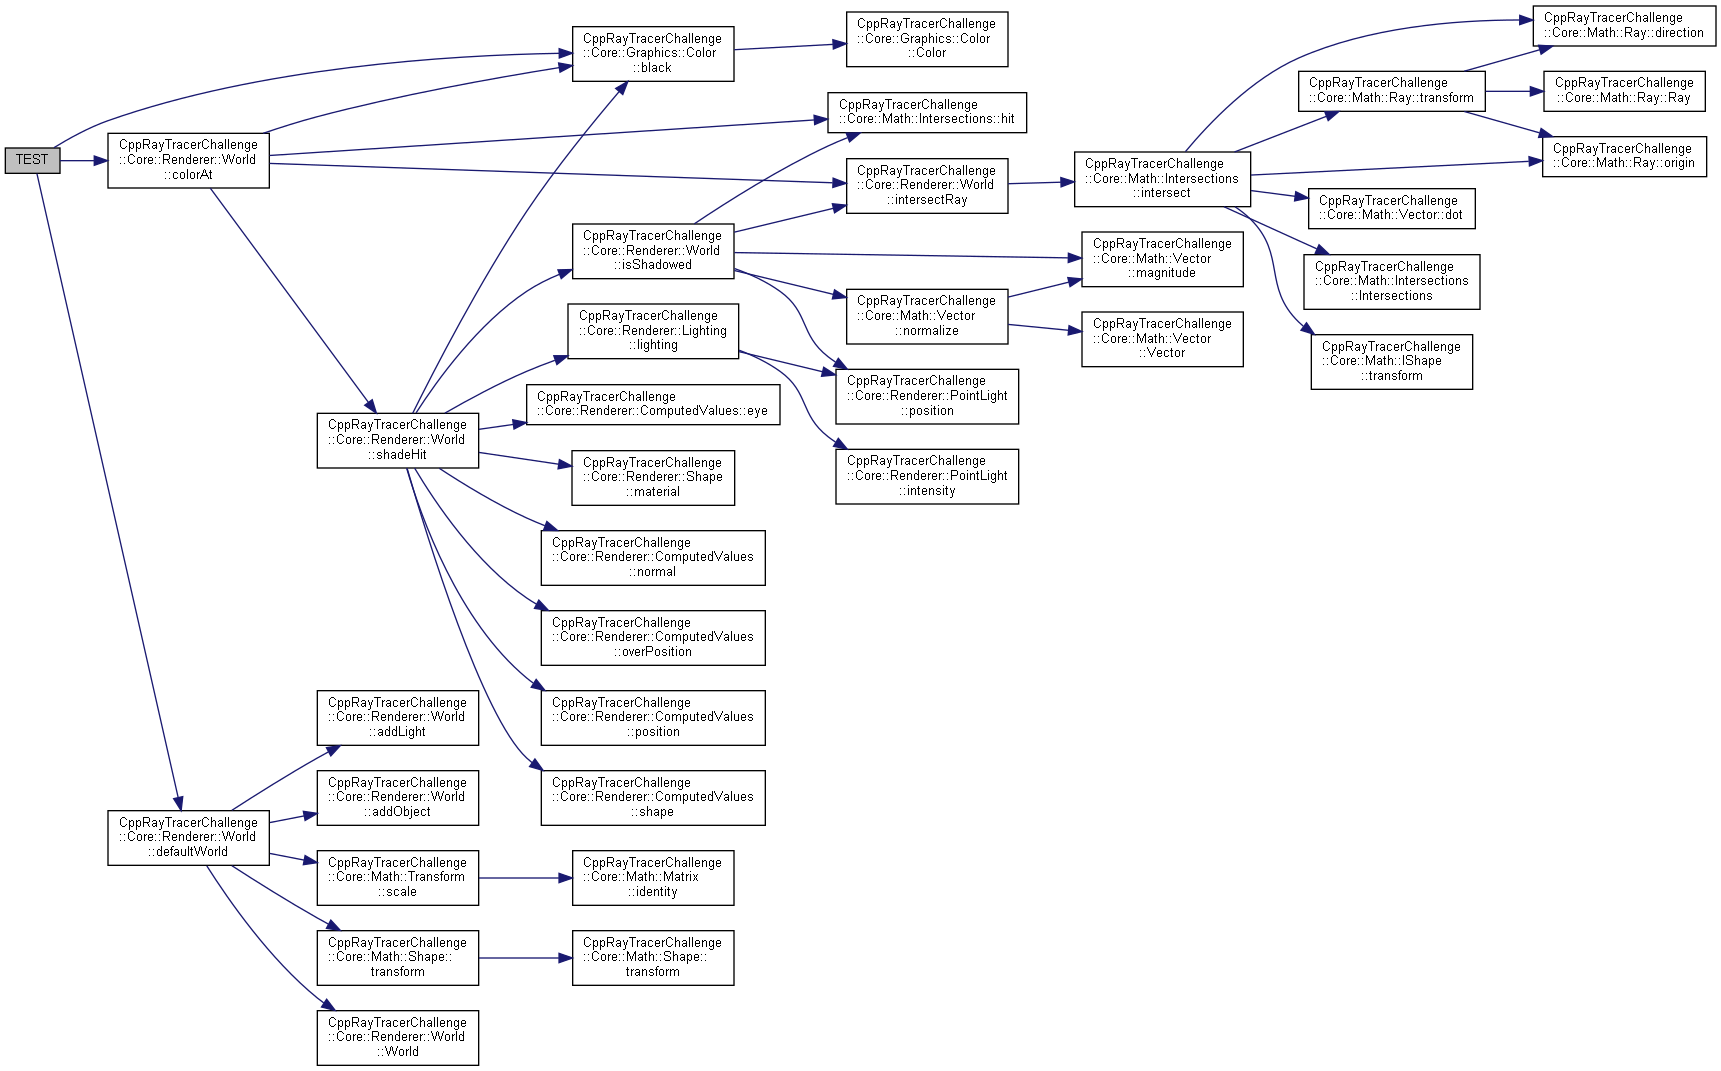 TEST
CppRayTracerChallenge
::Core::Renderer::World
::colorAt
CppRayTracerChallenge
::Core::Renderer::World
::defaultWorld
CppRayTracerChallenge
::Core::Renderer::World
::shadeHit
CppRayTracerChallenge
::Core::Renderer::World
::addLight
CppRayTracerChallenge
::Core::Renderer::World
::addObject
CppRayTracerChallenge
::Core::Math::Transform
::scale
CppRayTracerChallenge
::Core::Math::Shape::
transform
CppRayTracerChallenge
::Core::Renderer::World
::World
CppRayTracerChallenge
::Core::Graphics::Color
::black
CppRayTracerChallenge
::Core::Renderer::World
::isShadowed
CppRayTracerChallenge
::Core::Renderer::Lighting
::lighting
CppRayTracerChallenge
::Core::Renderer::ComputedValues::eye
CppRayTracerChallenge
::Core::Renderer::Shape
::material
CppRayTracerChallenge
::Core::Renderer::ComputedValues
::normal
CppRayTracerChallenge
::Core::Renderer::ComputedValues
::overPosition
CppRayTracerChallenge
::Core::Renderer::ComputedValues
::position
CppRayTracerChallenge
::Core::Renderer::ComputedValues
::shape
CppRayTracerChallenge
::Core::Math::Matrix
::identity
CppRayTracerChallenge
::Core::Math::Shape::
transform
CppRayTracerChallenge
::Core::Graphics::Color
::Color
CppRayTracerChallenge
::Core::Math::Intersections::hit
CppRayTracerChallenge
::Core::Renderer::World
::intersectRay
CppRayTracerChallenge
::Core::Math::Vector
::normalize
CppRayTracerChallenge
::Core::Renderer::PointLight
::position
CppRayTracerChallenge
::Core::Renderer::PointLight
::intensity
CppRayTracerChallenge
::Core::Math::Intersections
::intersect
CppRayTracerChallenge
::Core::Math::Vector
::magnitude
CppRayTracerChallenge
::Core::Math::Vector
::Vector
CppRayTracerChallenge
::Core::Math::Ray::transform
CppRayTracerChallenge
::Core::Math::Vector::dot
CppRayTracerChallenge
::Core::Math::Intersections
::Intersections
CppRayTracerChallenge
::Core::Math::IShape
::transform
CppRayTracerChallenge
::Core::Math::Ray::direction
CppRayTracerChallenge
::Core::Math::Ray::Ray
CppRayTracerChallenge
::Core::Math::Ray::origin